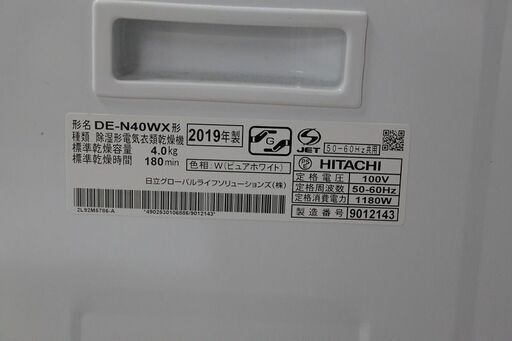 形名 DE-N40WX形
種類 除湿形電気衣類乾燥機
標準乾燥容量 4.0kg
標準乾燥時間 180min
2019年製
G
JET
50-60Hz共用
色相：W（ピュアホワイト）
日立グローバルライフソリューションズ（株）
PS E
HITACHI
定格電圧 100V
定格周波数 50-60Hz
定格消費電力 1180W
製造番号 9012143
2L92M6786-A
*4902530106886/9012143*